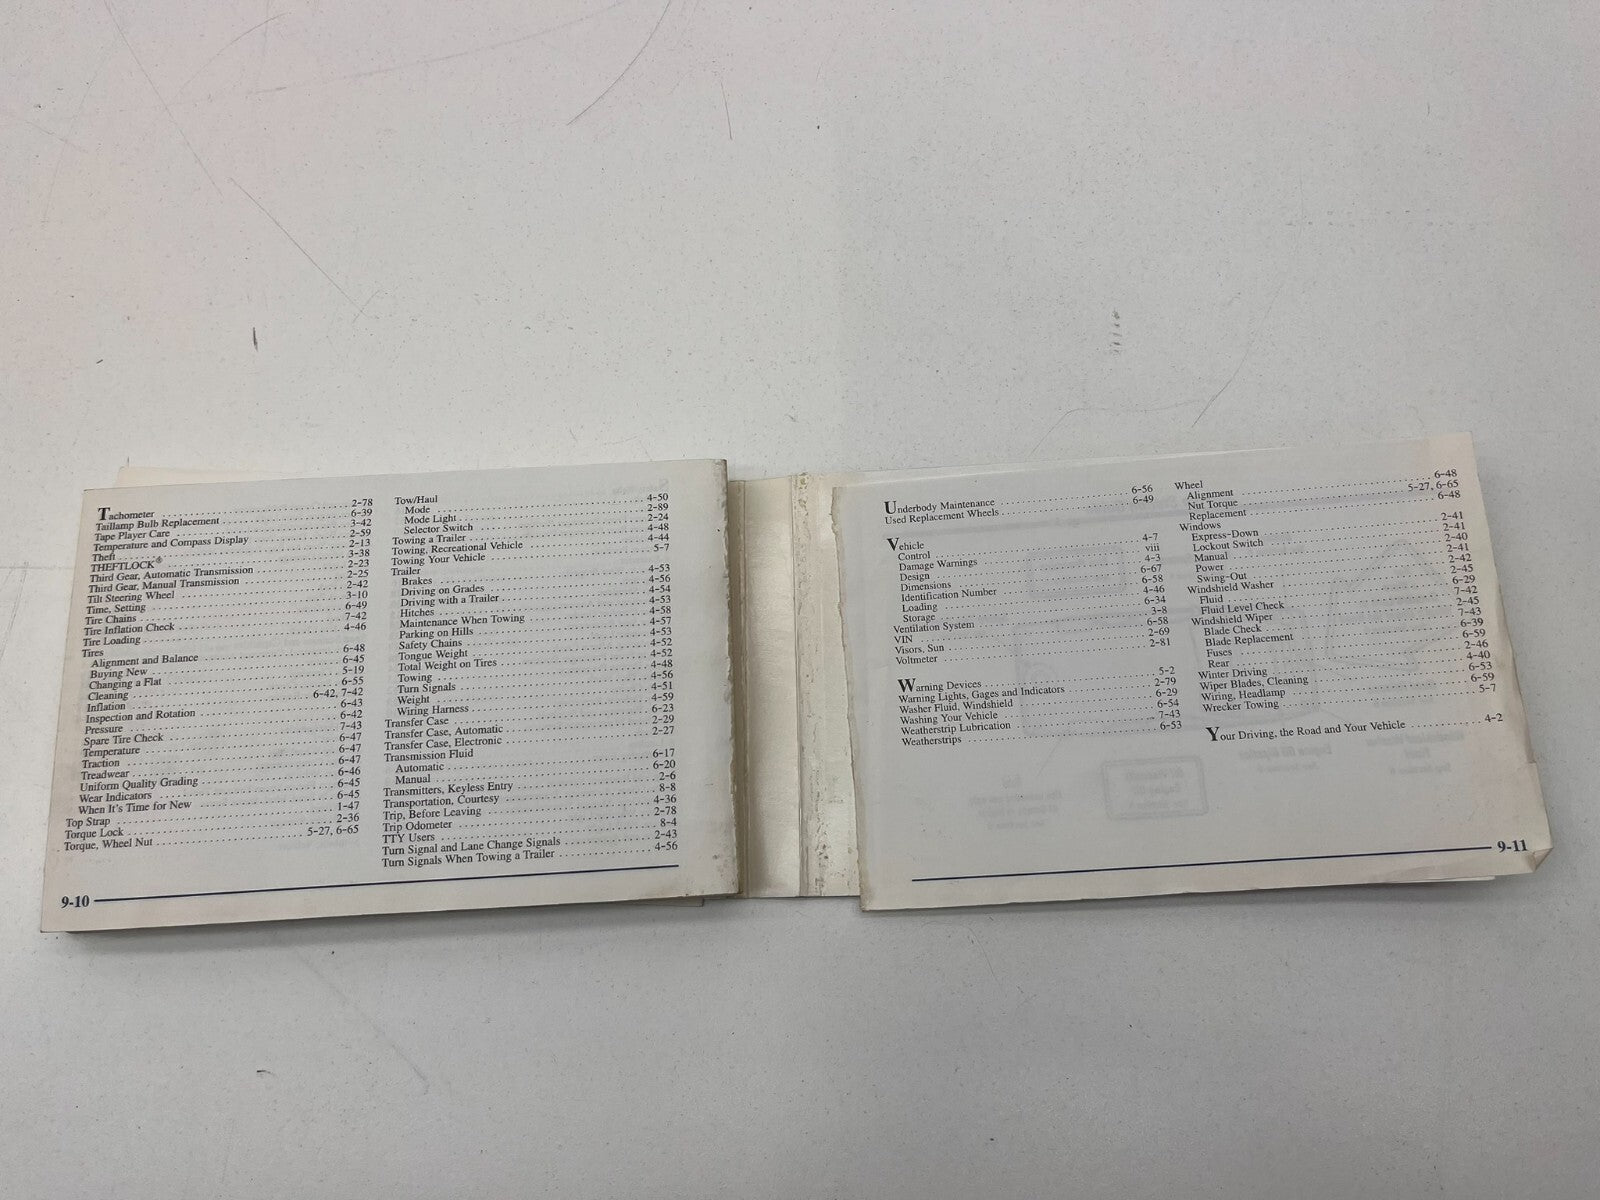 Tachometer 2-78
Taillamp Bulb Replacement 6-39
Tape Player Care 3-42
Temperature and Compass Display 2-59
Theft 2-13
THEFTLOCK® 3-38
Third Gear, Automatic Transmission 2-23
Third Gear, Manual Transmission 2-25
Tilt Steering Wheel 2-42
Time, Setting 3-10
Tire Chains 6-49
Tire Inflation Check 7-42
Tire Loading 4-46
Tires
Alignment and Balance 6-48
Buying New 6-45
Changing a Flat 5-19
Cleaning 6-55
Inflation 6-42, 7-42
Inspection and Rotation 6-43
Pressure 6-42
Spare Tire Check 7-43
Temperature 6-47
Traction 6-47
Treadwear 6-47
Uniform Quality Grading 6-46
Wear Indicators 6-45
When It's Time for New 6-45
Top Strap 1-47
Torque Lock 2-36
Torque, Wheel Nut 5-27, 6-65
Tow/Haul
Mode 4-50
Mode Light 2-89
Selector Switch 2-24
Towing a Trailer 4-48
Towing, Recreational Vehicle 4-44
Towing Your Vehicle 5-7
Trailer
Brakes 4-53
Driving on Grades 4-56
Driving with a Trailer 4-54
Hitches 4-53
Maintenance When Towing 4-58
Parking on Hills 4-57
Safety Chains 4-53
Tongue Weight 4-52
Total Weight on Tires 4-52
Towing 4-48
Turn Signals 4-56
Weight 4-51
Wiring Harness 4-59
Transfer Case 6-23
Transfer Case, Automatic 2-29
Transfer Case, Electronic 2-27
Transmission Fluid
Automatic 6-17
Manual 6-20
Transmitters, Keyless Entry 2-6
Transportation, Courtesy 8-8
Trip, Before Leaving 4-36
Trip Odometer 2-78
TTY Users 8-4
Turn Signal and Lane Change Signals 2-43
Turn Signals When Towing a Trailer 4-56
9-10
Underbody Maintenance 6-56
Used Replacement Wheels 6-49
Vehicle
Control 4-7
Damage Warnings viii
Design 4-3
Dimensions 6-67
Identification Number 6-58
Loading 4-46
Storage 6-34
Ventilation System 3-8
VIN 6-58
Visors, Sun 2-69
Voltmeter 2-81
Warning Devices 5-2
Warning Lights, Gages and Indicators 2-79
Washer Fluid, Windshield 6-29
Washing Your Vehicle 6-54
Weatherstrip Lubrication 7-43
Weatherstrips 6-53
Wheel
Alignment 6-48
Nut Torque 5-27, 6-65
Replacement 6-48
Windows
Express-Down 2-41
Lockout Switch 2-41
Manual 2-40
Power 2-41
Swing-Out 2-42
Windshield Washer 2-45
Fluid 6-29
Fluid Level Check 7-42
Windshield Wiper 2-45
Blade Check 7-43
Blade Replacement 6-39
Fuses 6-59
Rear 2-46
Winter Driving 4-40
Wiper Blades, Cleaning 6-53
Wiring, Headlamp 6-59
Wrecker Towing 5-7
Your Driving, the Road and Your Vehicle 4-2
9-11